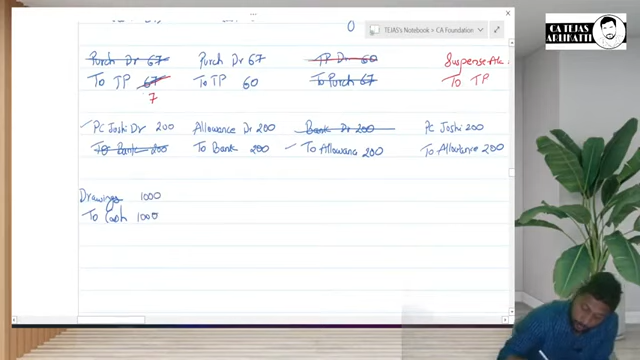 0
TEJAS's Notebook > CA Foundation
CA TEJAS
ARLIKATTI
Purch Dr 67 Purch Dr 67 TP Dr 60 Suspense A/c
To TP 67 To TP 60 To Purch 67 To TP
7
PC Joshi Dr 200 Allowance Dr 200 Bank Dr 200 PC Joshi 200
To Bank 200 To Bank 200 To Allowance 200 To Allowance 200
Drawings 1000
To Cash 1000